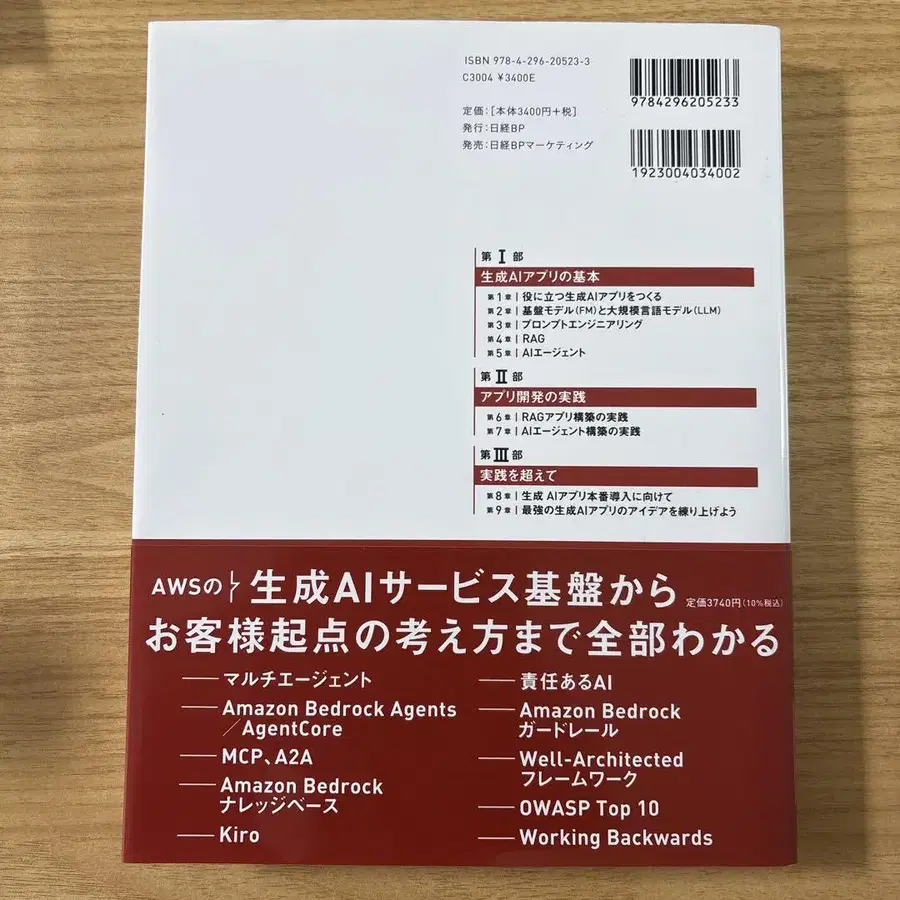 ISBN 978-4-296-20523-3
C3004 ¥3400E
定価:[本体3400円+税]
発行:日経BP
発売:日経BPマーケティング
9784296205233
1923004034002
第Ⅰ部
生成AIアプリの基本
第1章|役に立つ生成AIアプリをつくる
第2章|基盤モデル(FM)と大規模言語モデル(LLM)
第3章|プロンプトエンジニアリング
第4章|RAG
第5章|AIエージェント
第Ⅱ部
アプリ開発の実践
第6章|RAGアプリ構築の実践
第7章|AIエージェント構築の実践
第Ⅲ部
実践を超えて
第8章|生成 AIアプリ本番導入に向けて
第9章|最強の生成AIアプリのアイデアを練り上げよう
AWSの生成AIサービス基盤から
定価3740円(10%税込)
お客様起点の考え方まで全部わかる
マルチエージェント
Amazon Bedrock Agents
/AgentCore
MCP、A2A
Amazon Bedrock
ナレッジベース
Kiro
責任あるAI
Amazon Bedrock
ガードレール
Well-Architected
フレームワーク
OWASP Top 10
Working Backwards